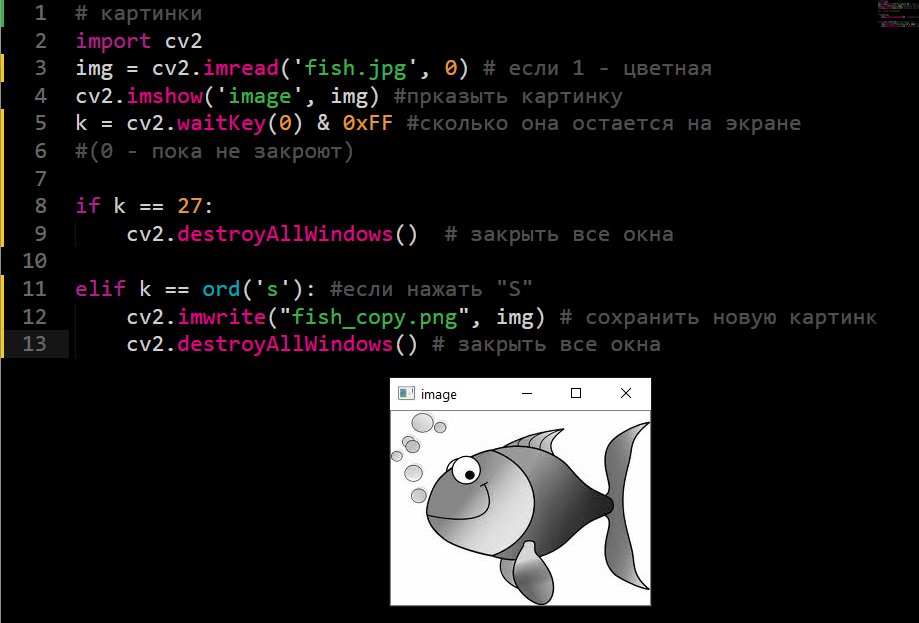 1 # картинки
2 import cv2
3 img = cv2.imread('fish.jpg', 0) # если 1 - цветная
4 cv2.imshow('image', img) #прказыть картинку
5 k = cv2.waitKey(0) & 0xFF #сколько она остается на экране
6 #(0 - пока не закроют)
7
8 if k == 27:
9 cv2.destroyAllWindows() # закрыть все окна
10
11 elif k == ord('s'): #если нажать "S"
12 cv2.imwrite("fish_copy.png", img) # сохранить новую картинк
13 cv2.destroyAllWindows() # закрыть все окна
image